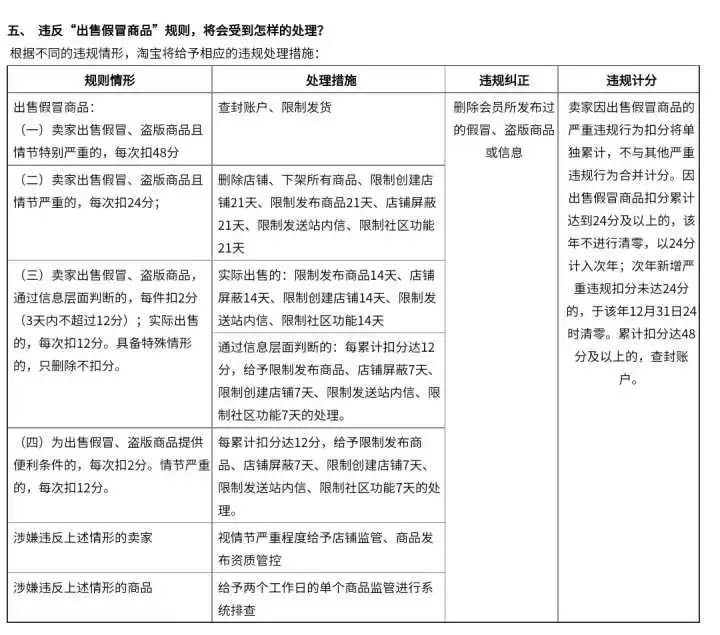 五、 违反“出售假冒商品”规则，将会受到怎样的处理？
根据不同的违规情形，淘宝将给予相应的违规处理措施：
规则情形
处理措施
违规纠正
违规计分
出售假冒商品：
（一）卖家出售假冒、盗版商品且
情节特别严重的，每次扣48分
查封账户、限制发货
删除会员所发布过
的假冒、盗版商品
或信息
卖家因出售假冒商品的
严重违规行为扣分将单
独累计，不与其他严重
违规行为合并计分。因
出售假冒商品扣分累计
达到24分及以上的，该
年不进行清零，以24分
计入次年；次年新增严
重违规扣分未达24分
的，于该年12月31日24
时清零。累计扣分达48
分及以上的，查封账
户。
（二）卖家出售假冒、盗版商品且
情节严重的，每次扣24分；
删除店铺、下架所有商品、限制创建店
铺21天、限制发布商品21天、店铺屏蔽
21天、限制发送站内信、限制社区功能
21天
（三）卖家出售假冒、盗版商品，
通过信息层面判断的，每件扣2分
（3天内不超过12分）；实际出售
的，每次扣12分。具备特殊情形
的，只删除不扣分。
实际出售的：限制发布商品14天、店铺
屏蔽14天、限制创建店铺14天、限制发
送站内信、限制社区功能14天
通过信息层面判断的：每累计扣分达12
分，给予限制发布商品、店铺屏蔽7天、
限制创建店铺7天、限制发送站内信、限
制社区功能7天的处理。
（四）为出售假冒、盗版商品提供
便利条件的，每次扣2分。情节严重
的，每次扣12分。
每累计扣分达12分，给予限制发布商
品、店铺屏蔽7天、限制创建店铺7天、
限制发送站内信、限制社区功能7天的处
理。
涉嫌违反上述情形的卖家
视情节严重程度给予店铺监管、商品发
布资质管控
涉嫌违反上述情形的商品
给予两个工作日的单个商品监管进行系
统排查